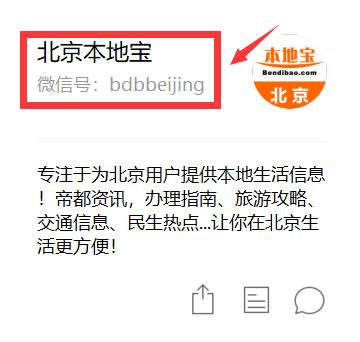 北京本地宝
微信号：bdbbeijing
本地宝
Bendibao.com
北京
专注于为北京用户提供本地生活信息
！帝都资讯，办理指南、旅游攻略、
交通信息、民生热点...让你在北京生
活更方便！